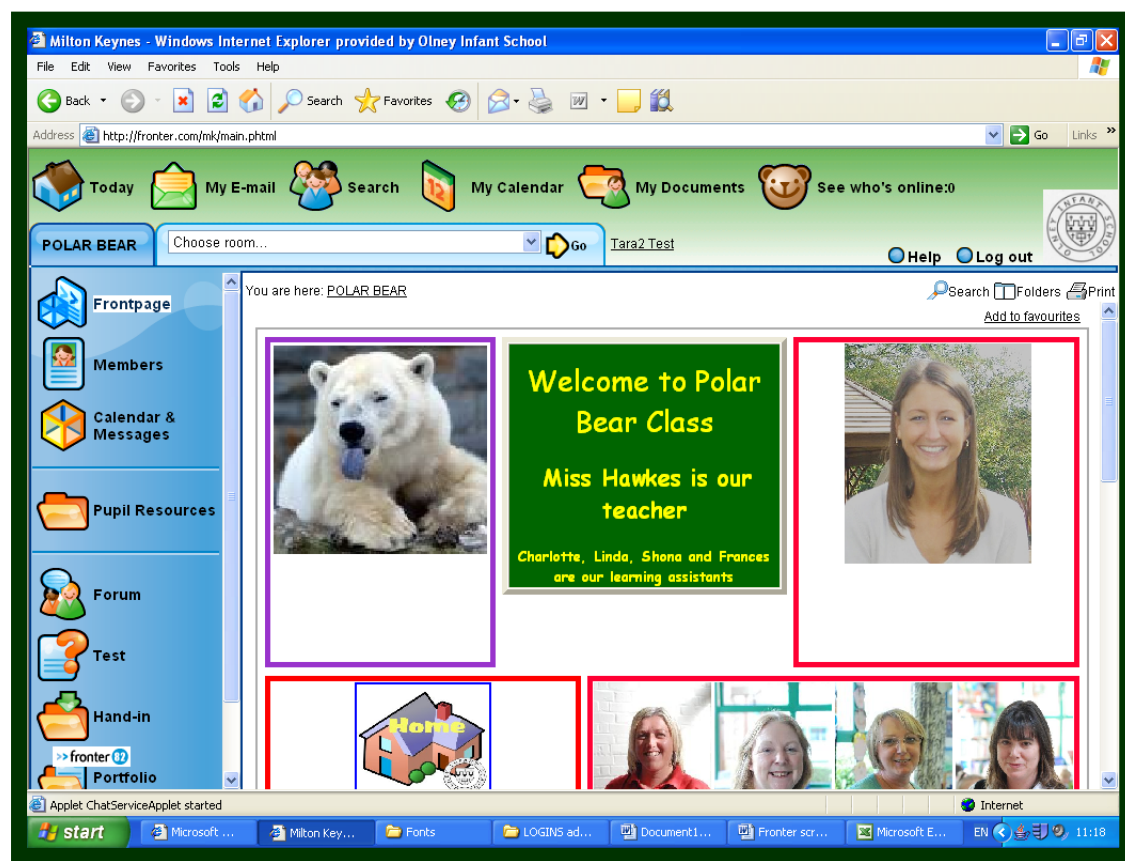 Milton Keynes - Windows Internet Explorer provided by Olney Infant School
File Edit View Favorites Tools Help
Back Search Favorites
Address http://fronter.com/mk/main.phtml Go Links »
Today My E-mail Search 12 My Calendar My Documents See who's online:0
POLAR BEAR Choose room... Go Tara2 Test
OLNEY INFANT SCHOOL
Help Log out
You are here: POLAR BEAR Search Folders Print
Add to favourites
Frontpage
Members
Calendar &
Messages
Pupil Resources
Forum
Test
Hand-in
>> fronter 82
Portfolio
Welcome to Polar
Bear Class
Miss Hawkes is our
teacher
Charlotte, Linda, Shona and Frances
are our learning assistants
Home
Applet ChatServiceApplet started Internet
start Microsoft ... Milton Key... Fonts LOGINS ad... Document1... Fronter scr... Microsoft E... EN 11:18